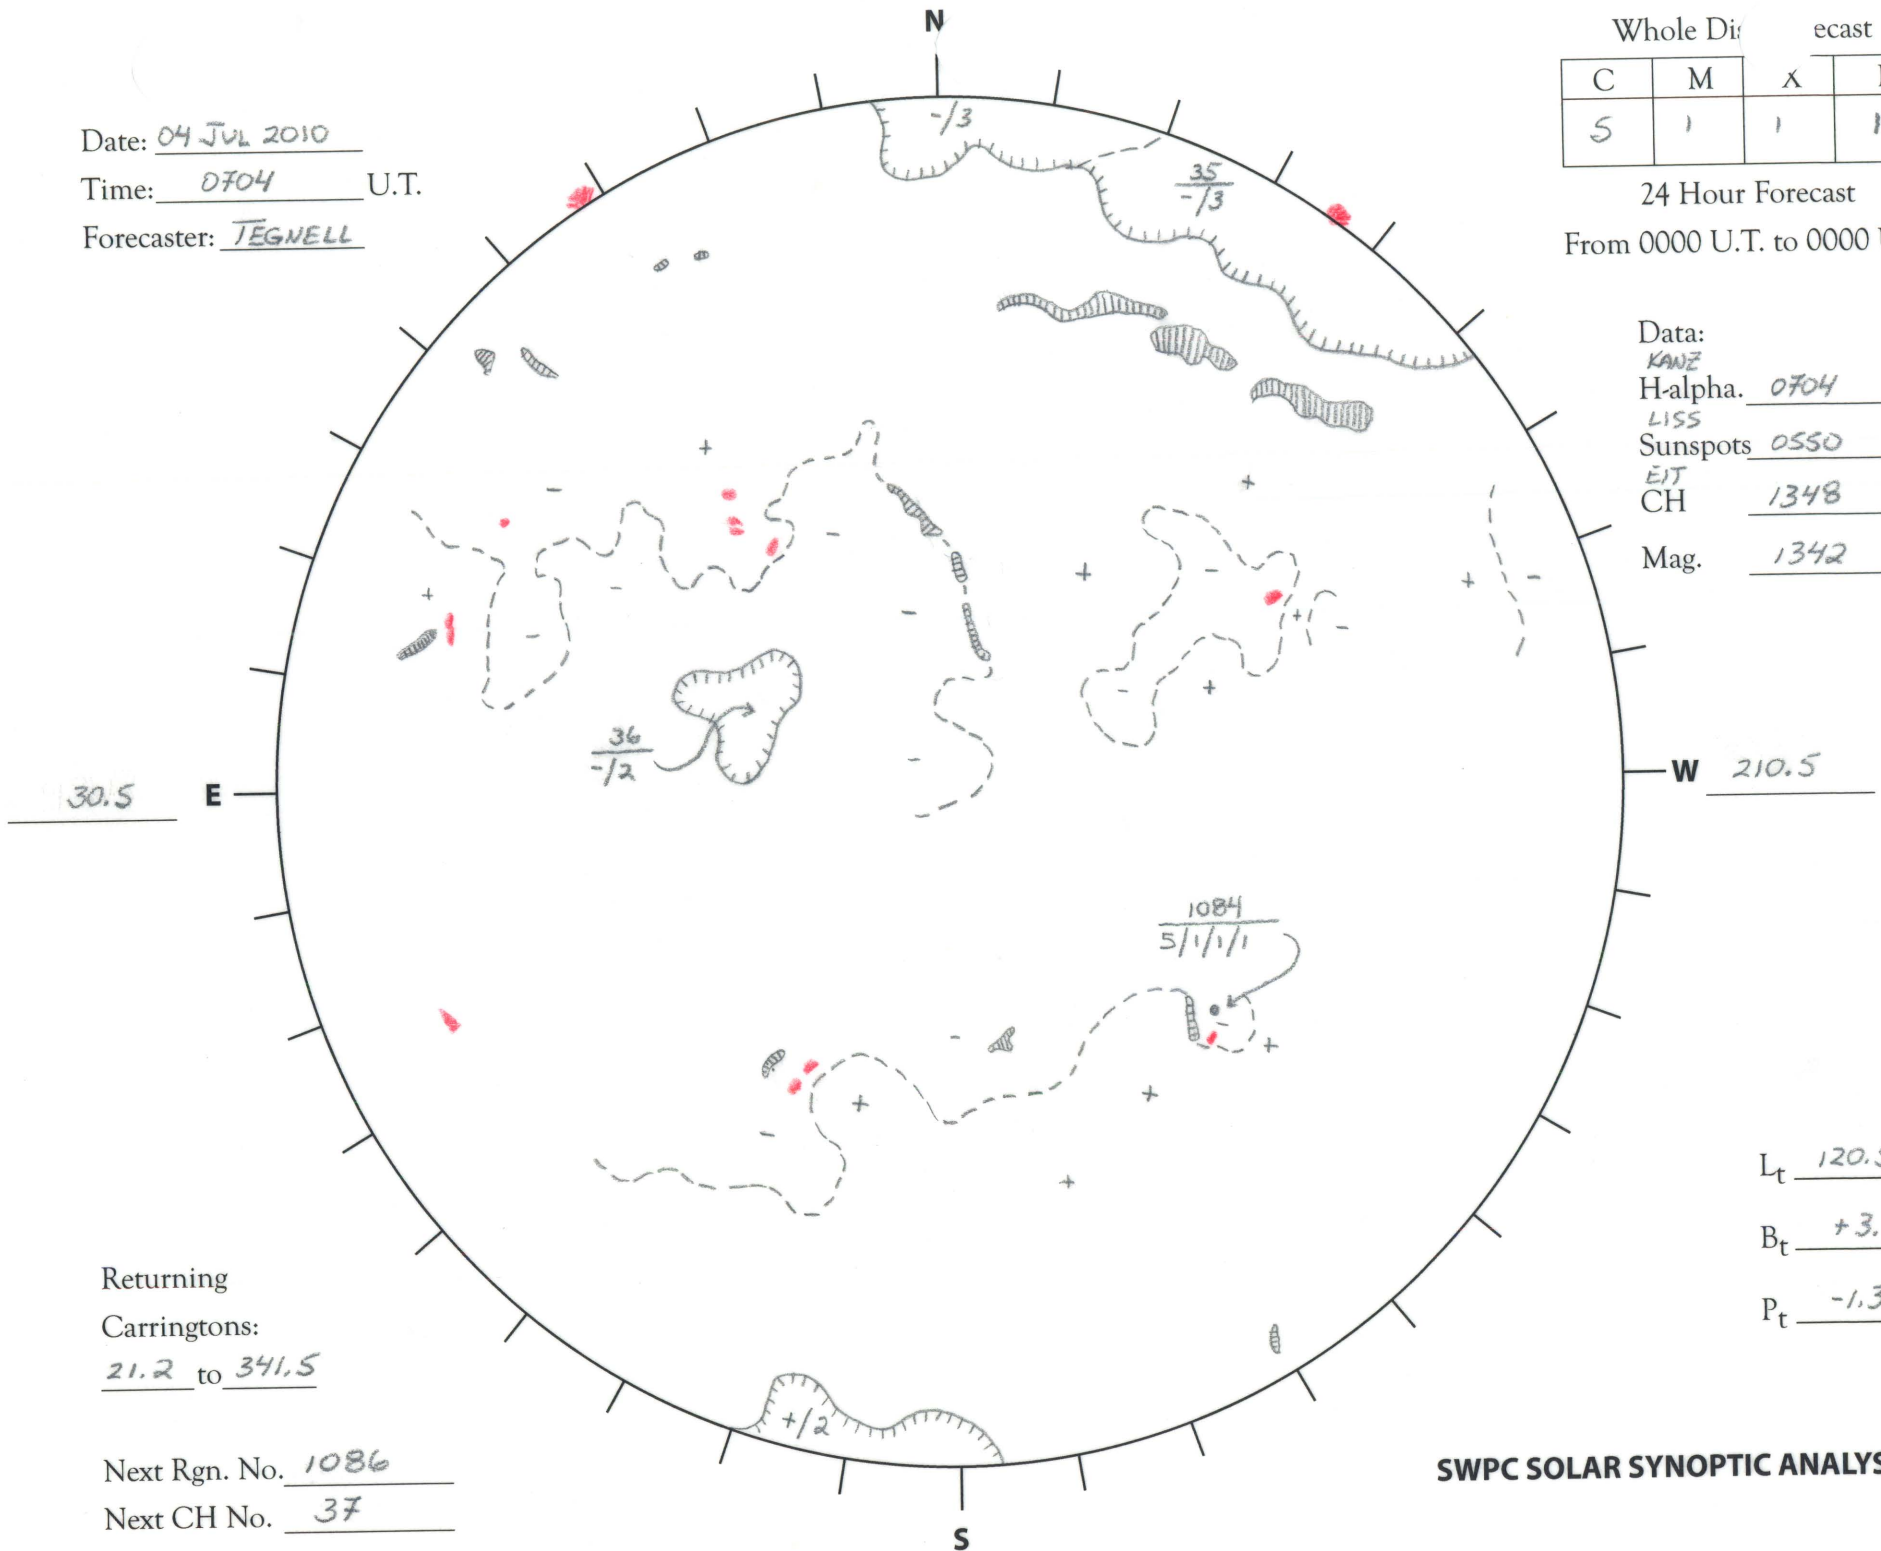 N
Whole Dis ecast
C M X
5 1 1
24 Hour Forecast
From 0000 U.T. to 0000 U
Date: 04 JUL 2010
Time: 0704 U.T.
Forecaster: TEGNELL
-/3
35
-/3
Data:
KANZ
H-alpha. 0704
LISS
Sunspots 0550
EIT
CH 1348
Mag. 1342
+
-
+
-
+
-
-
+
-
+
-
+
-
-
+
-
-
+
36
-/2
-
30.5 E
W 210.5
1084
5/1/1/1
-
-
+
+
+
-
+
Lt 120.5
Bt +3.
Pt -1.3
Returning
Carringtons:
21.2 to 341.5
+/2
Next Rgn. No. 1086
Next CH No. 37
SWPC SOLAR SYNOPTIC ANALYS
S